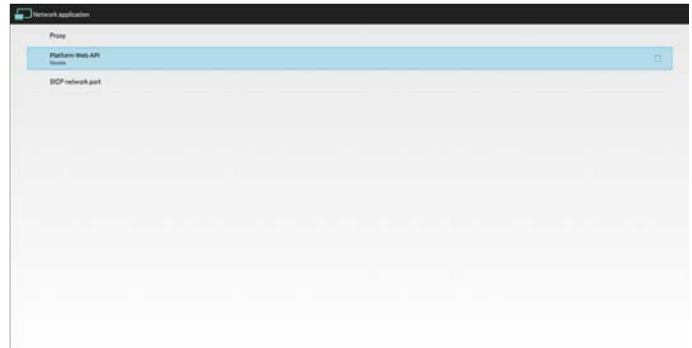 Network application
Proxy
Platform Web API
Disable
SICP network port